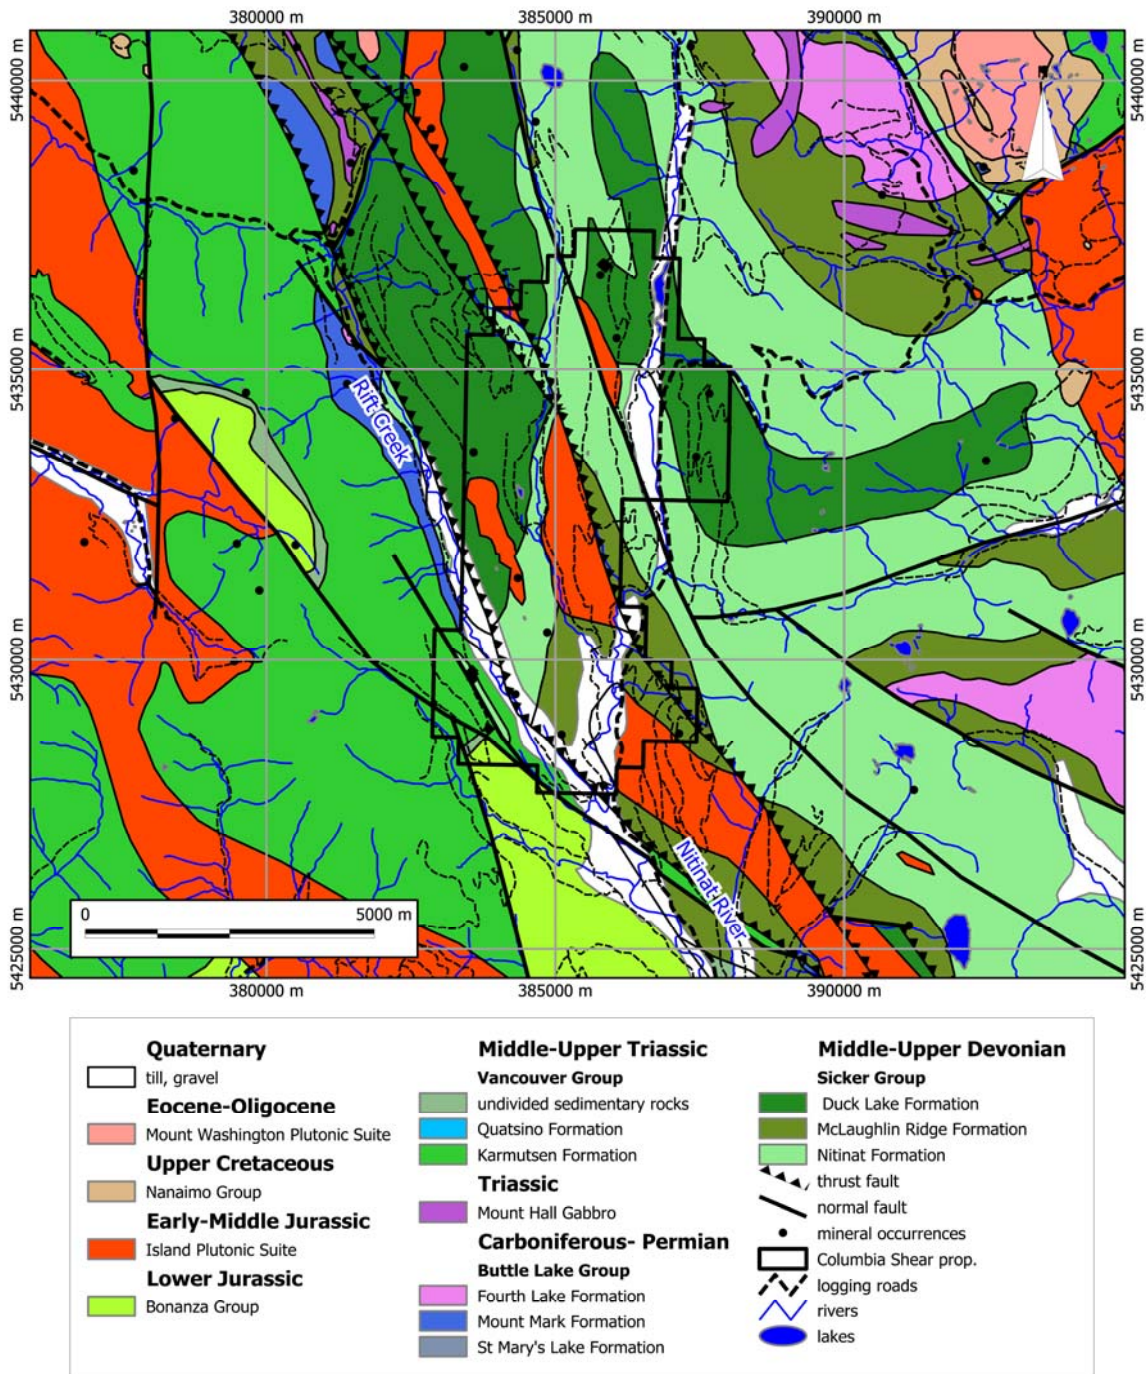 380000 m
385000 m
390000 m
5440000 m
5440000 m
5435000 m
5435000 m
Rift Creek
5430000 m
5430000 m
Nitinat River
0
5000 m
5425000 m
5425000 m
380000 m
385000 m
390000 m
Quaternary
till, gravel
Eocene-Oligocene
Mount Washington Plutonic Suite
Upper Cretaceous
Nanaimo Group
Early-Middle Jurassic
Island Plutonic Suite
Lower Jurassic
Bonanza Group
Middle-Upper Triassic
Vancouver Group
undivided sedimentary rocks
Quatsino Formation
Karmutsen Formation
Triassic
Mount Hall Gabbro
Carboniferous- Permian
Buttle Lake Group
Fourth Lake Formation
Mount Mark Formation
St Mary's Lake Formation
Middle-Upper Devonian
Sicker Group
Duck Lake Formation
McLaughlin Ridge Formation
Nitinat Formation
thrust fault
normal fault
mineral occurrences
Columbia Shear prop.
logging roads
rivers
lakes